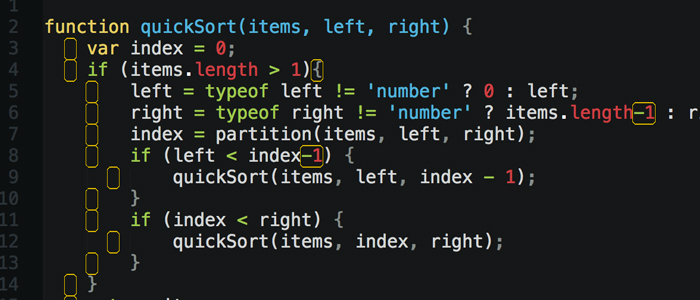 1
2 function quickSort(items, left, right) {
3 var index = 0;
4 if (items.length > 1){
5 left = typeof left != 'number' ? 0 : left;
6 right = typeof right != 'number' ? items.length-1 : r
7 index = partition(items, left, right);
8 if (left < index-1) {
9 quickSort(items, left, index - 1);
10 }
11 if (index < right) {
12 quickSort(items, index, right);
13 }
14 }